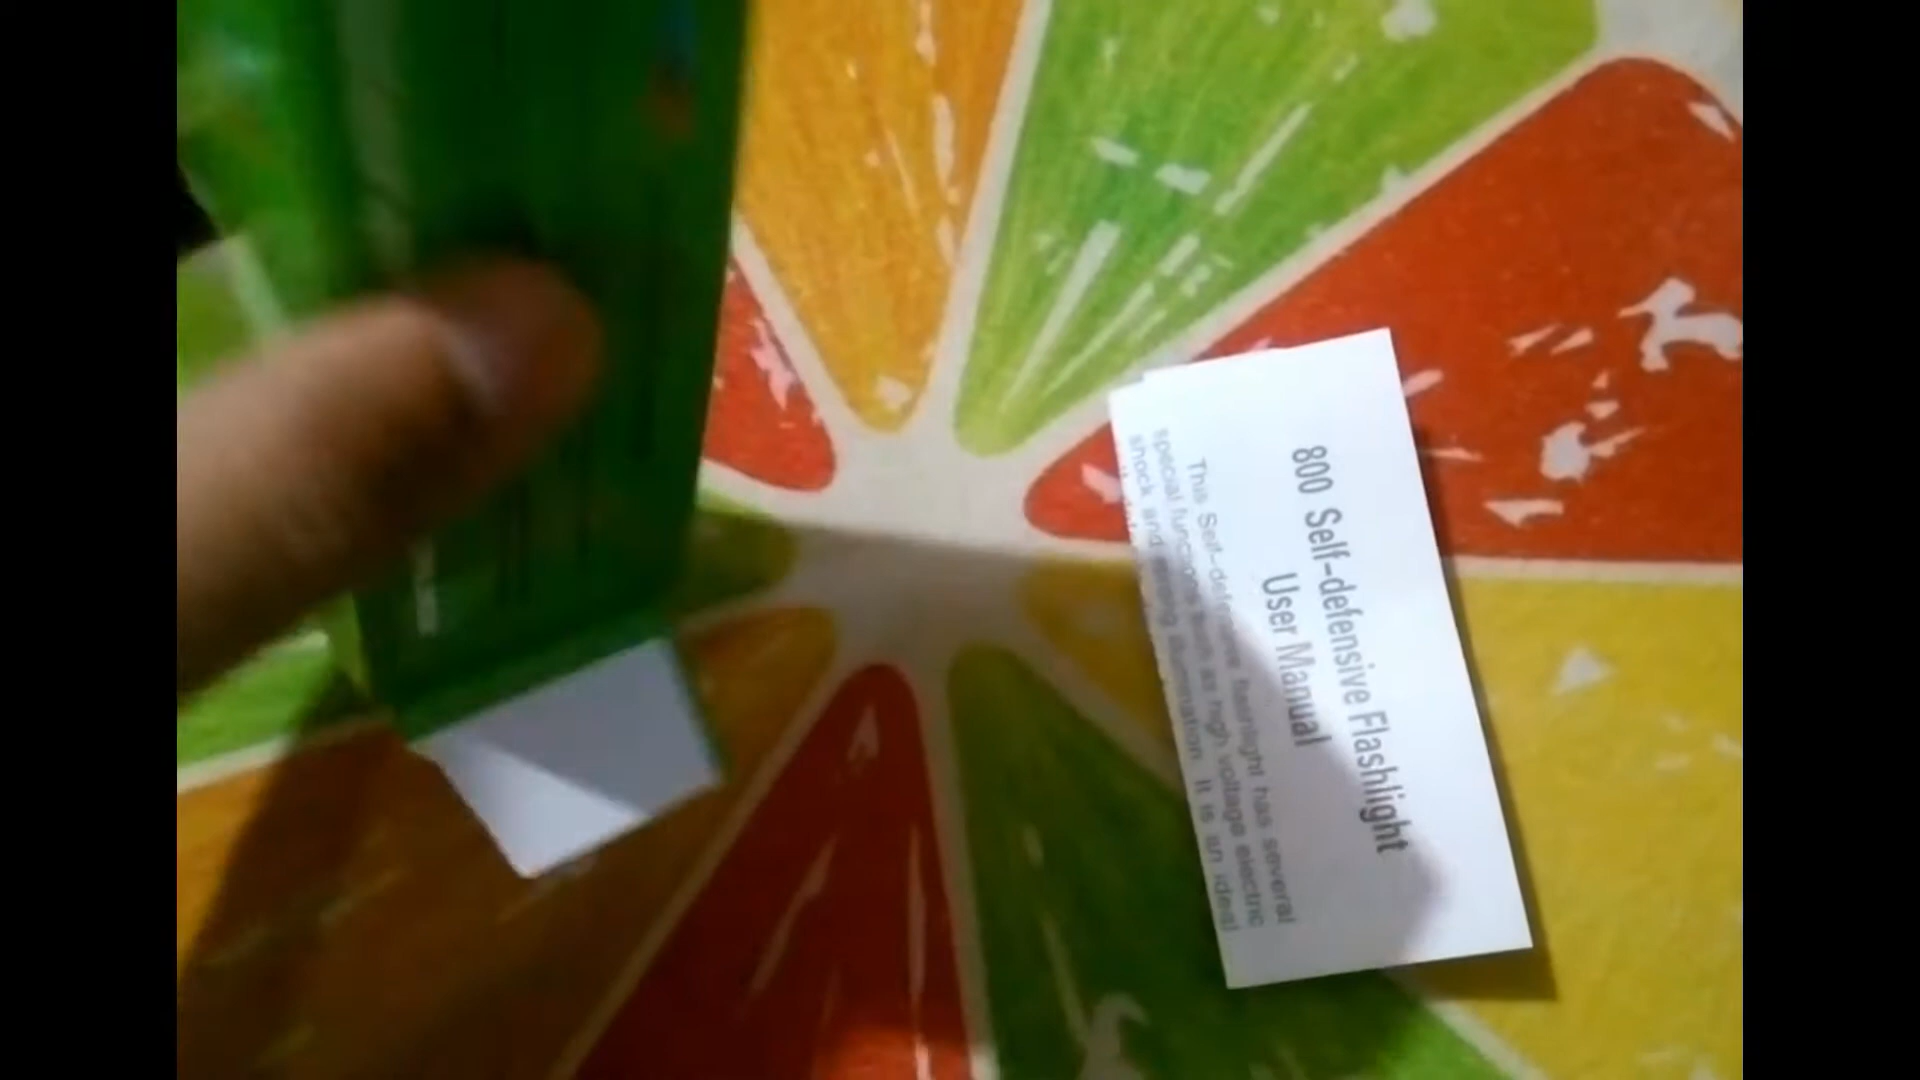 800 Self-defensive Flashlight
User Manual
This Self-defensive flashlight has several
special functions such as high voltage electric
shock and strong illumination. It is an ideal